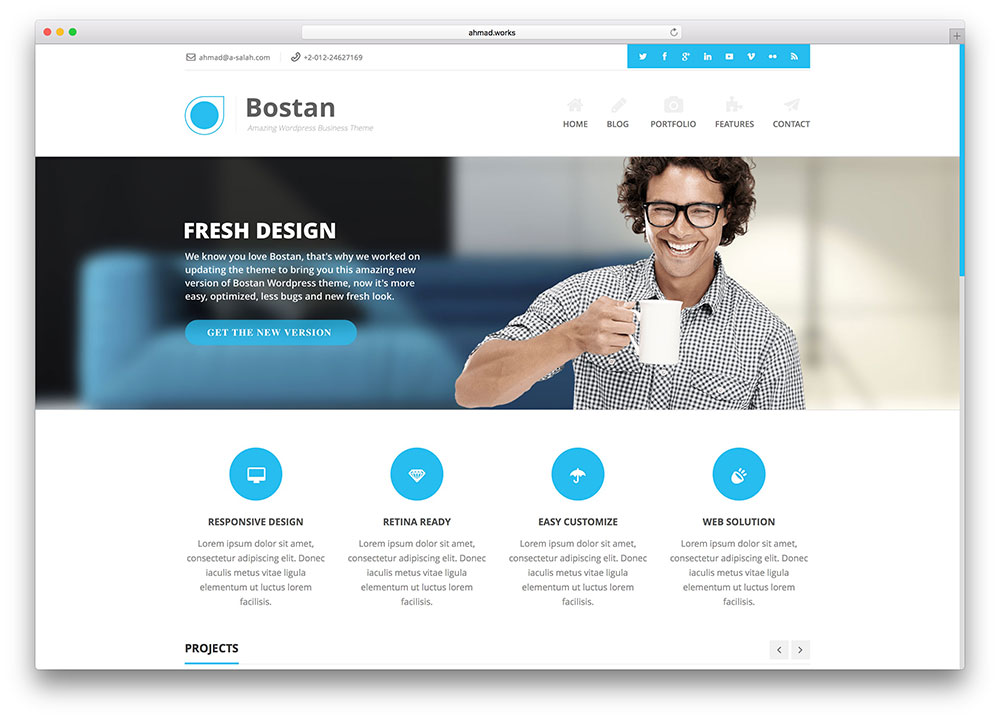 ahmad.works
ahmad@a-salah.com
+2-012-24627169
Bostan
Amazing Wordpress Business Theme
HOME
BLOG
PORTFOLIO
FEATURES
CONTACT
FRESH DESIGN
We know you love Bostan, that's why we worked on
updating the theme to bring you this amazing new
version of Bostan Wordpress theme, now it's more
easy, optimized, less bugs and new fresh look.
GET THE NEW VERSION
RESPONSIVE DESIGN
Lorem ipsum dolor sit amet,
consectetur adipiscing elit. Donec
iaculis metus vitae ligula
elementum ut luctus lorem
facilisis.
RETINA READY
Lorem ipsum dolor sit amet,
consectetur adipiscing elit. Donec
iaculis metus vitae ligula
elementum ut luctus lorem
facilisis.
EASY CUSTOMIZE
Lorem ipsum dolor sit amet,
consectetur adipiscing elit. Donec
iaculis metus vitae ligula
elementum ut luctus lorem
facilisis.
WEB SOLUTION
Lorem ipsum dolor sit amet,
consectetur adipiscing elit. Donec
iaculis metus vitae ligula
elementum ut luctus lorem
facilisis.
PROJECTS